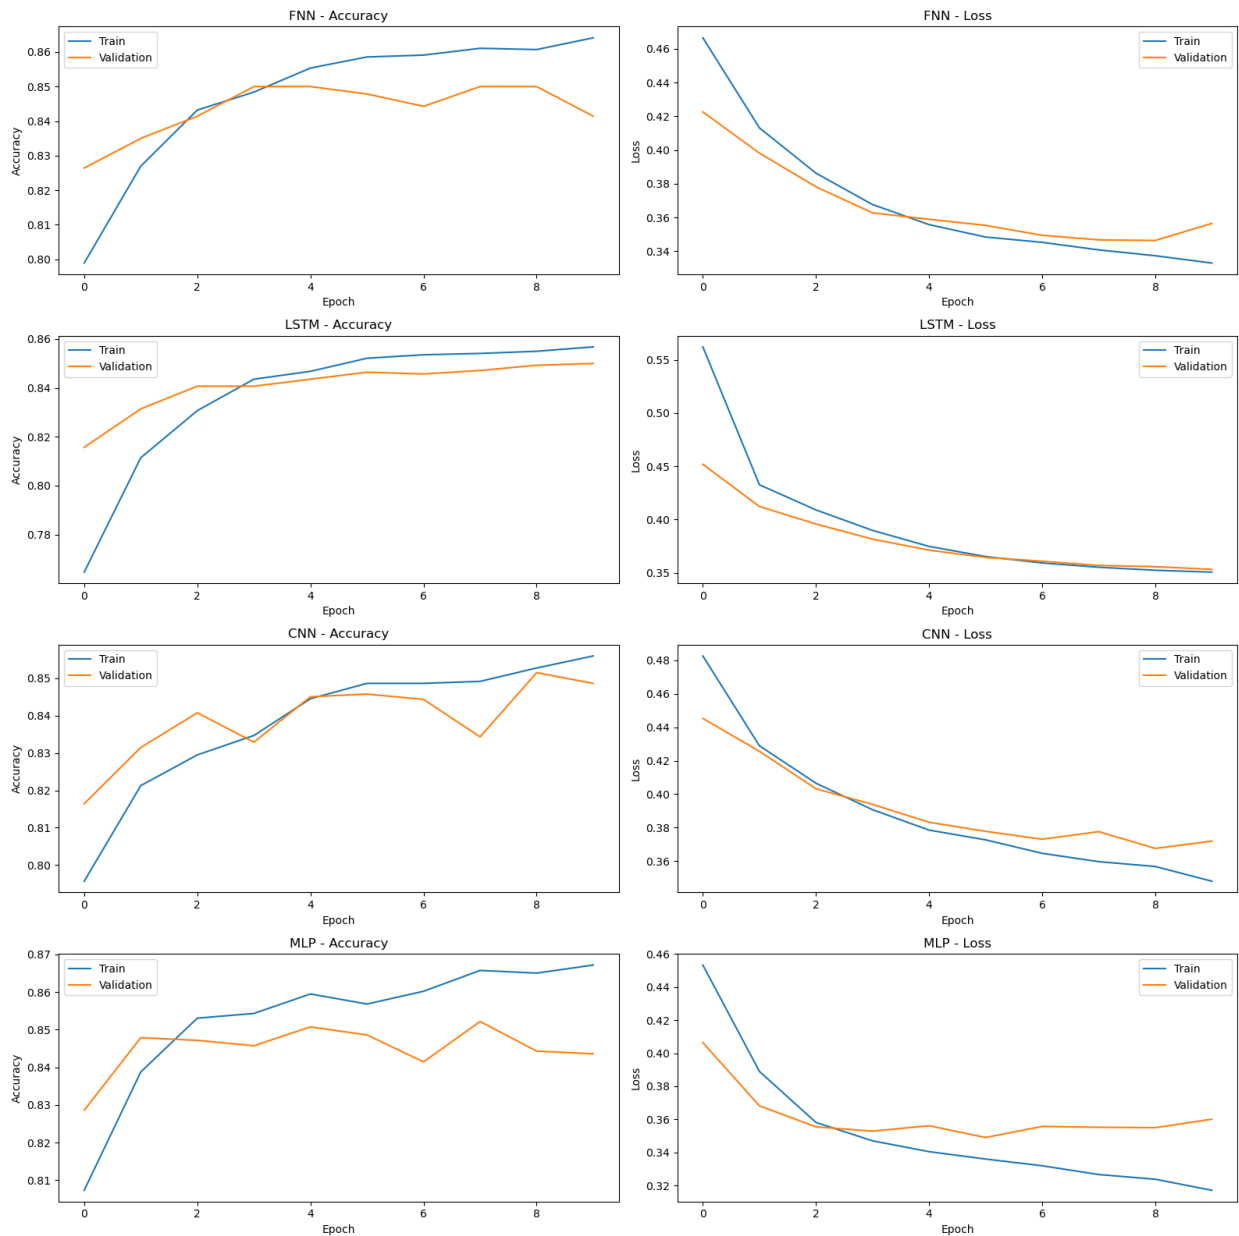 FNN - Accuracy
Train
Validation
0.86
0.85
0.84
0.83
0.82
0.81
0.80
Accuracy
0 2 4 6 8
Epoch
FNN - Loss
Train
Validation
0.46
0.44
0.42
0.40
0.38
0.36
0.34
Loss
0 2 4 6 8
Epoch
LSTM - Accuracy
Train
Validation
0.86
0.84
0.82
0.80
0.78
Accuracy
0 2 4 6 8
Epoch
LSTM - Loss
Train
Validation
0.55
0.50
0.45
0.40
0.35
Loss
0 2 4 6 8
Epoch
CNN - Accuracy
Train
Validation
0.85
0.84
0.83
0.82
0.81
0.80
Accuracy
0 2 4 6 8
Epoch
CNN - Loss
Train
Validation
0.48
0.46
0.44
0.42
0.40
0.38
0.36
Loss
0 2 4 6 8
Epoch
MLP - Accuracy
Train
Validation
0.87
0.86
0.85
0.84
0.83
0.82
0.81
Accuracy
0 2 4 6 8
Epoch
MLP - Loss
Train
Validation
0.46
0.44
0.42
0.40
0.38
0.36
0.34
0.32
Loss
0 2 4 6 8
Epoch